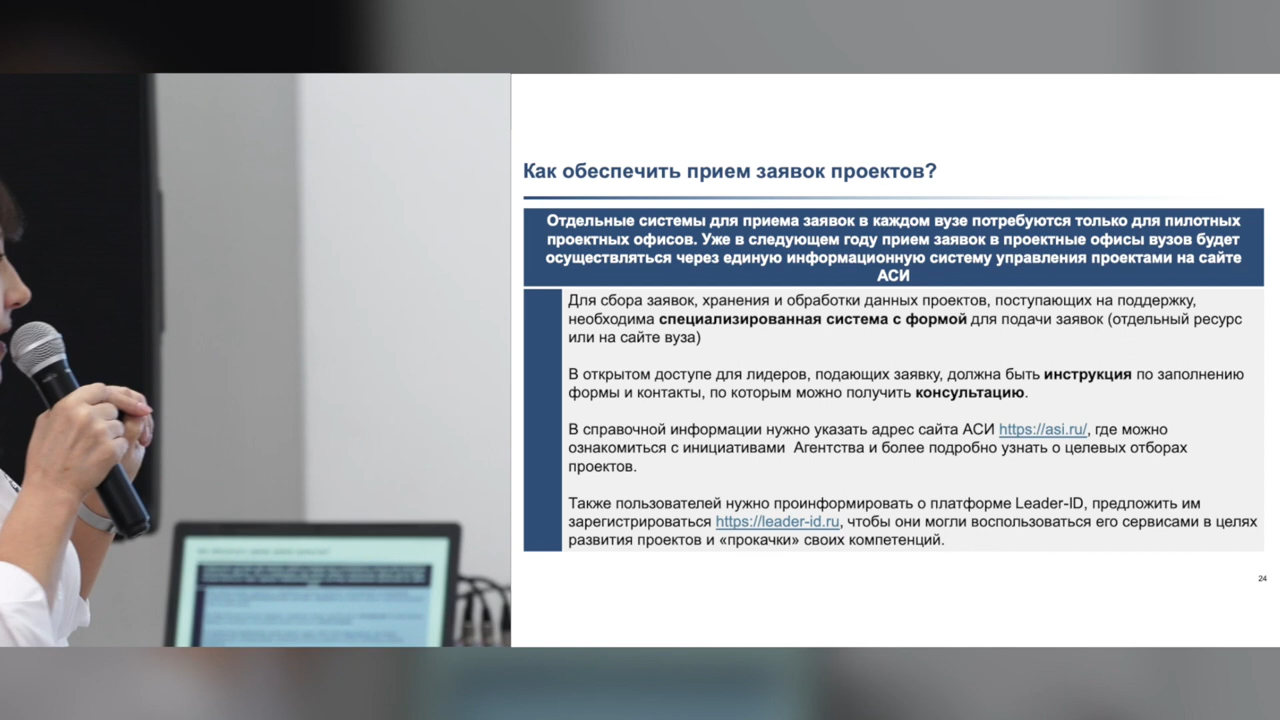 Как обеспечить прием заявок проектов?
Отдельные системы для приема заявок в каждом вузе потребуются только для пилотных
проектных офисов. Уже в следующем году прием заявок в проектные офисы вузов будет
осуществляться через единую информационную систему управления проектами на сайте
АСИ
Для сбора заявок, хранения и обработки данных проектов, поступающих на поддержку,
необходима специализированная система с формой для подачи заявок (отдельный ресурс
или на сайте вуза)
В открытом доступе для лидеров, подающих заявку, должна быть инструкция по заполнению
формы и контакты, по которым можно получить консультацию.
В справочной информации нужно указать адрес сайта АСИ https://asi.ru/, где можно
ознакомиться с инициативами  Агентства и более подробно узнать о целевых отборах
проектов.
Также пользователей нужно проинформировать о платформе Leader-ID, предложить им
зарегистрироваться https://leader-id.ru, чтобы они могли воспользоваться его сервисами в целях
развития проектов и «прокачки» своих компетенций.
24